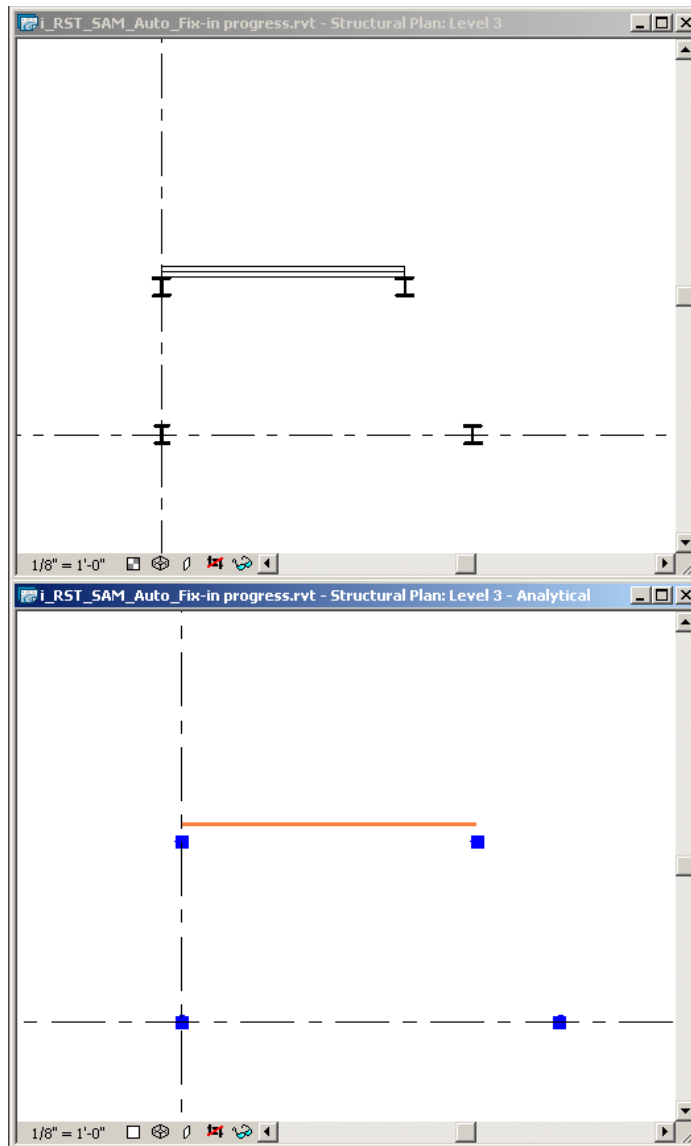 i_RST_SAM_Auto_Fix-in progress.rvt - Structural Plan: Level 3
1/8" = 1'-0"
i_RST_SAM_Auto_Fix-in progress.rvt - Structural Plan: Level 3 - Analytical
1/8" = 1'-0"